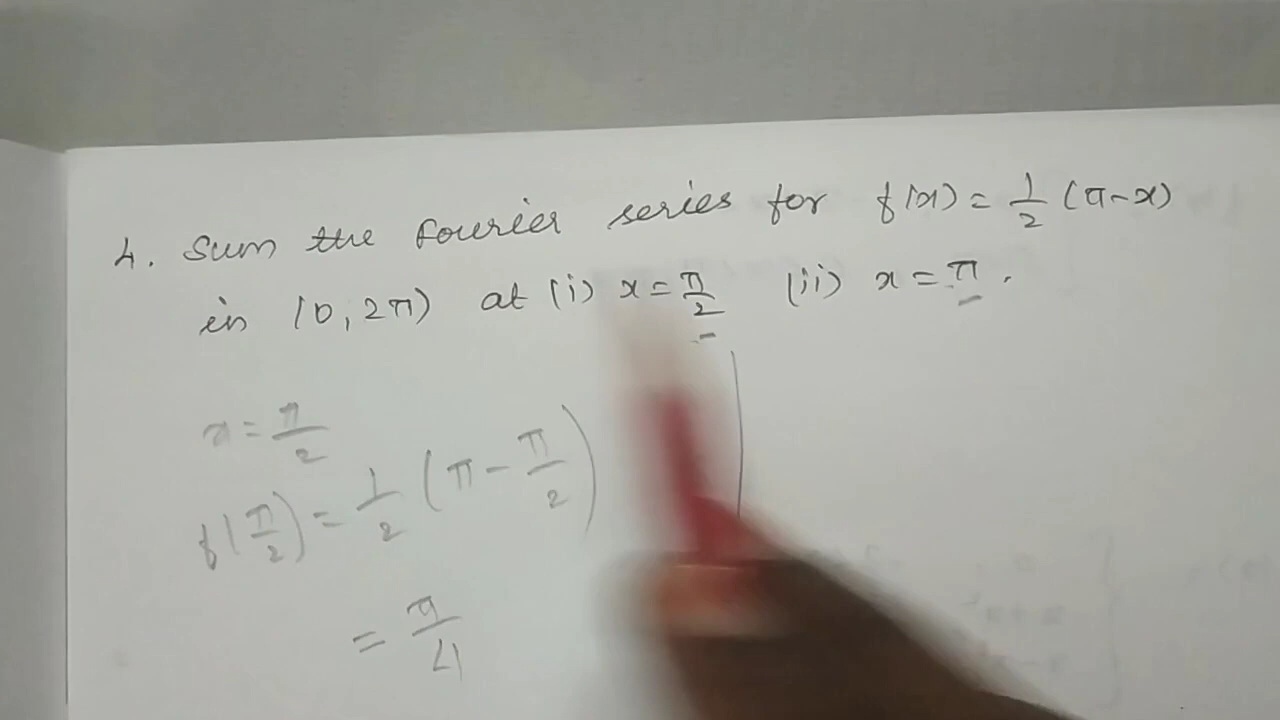 4. Sum the Fourier series for f(x) = 1/2 (π-x)
in (0, 2π) at (i) x = π/2 (ii) x = π.
x = π/2
f(π/2) = 1/2 (π - π/2)
= π/4